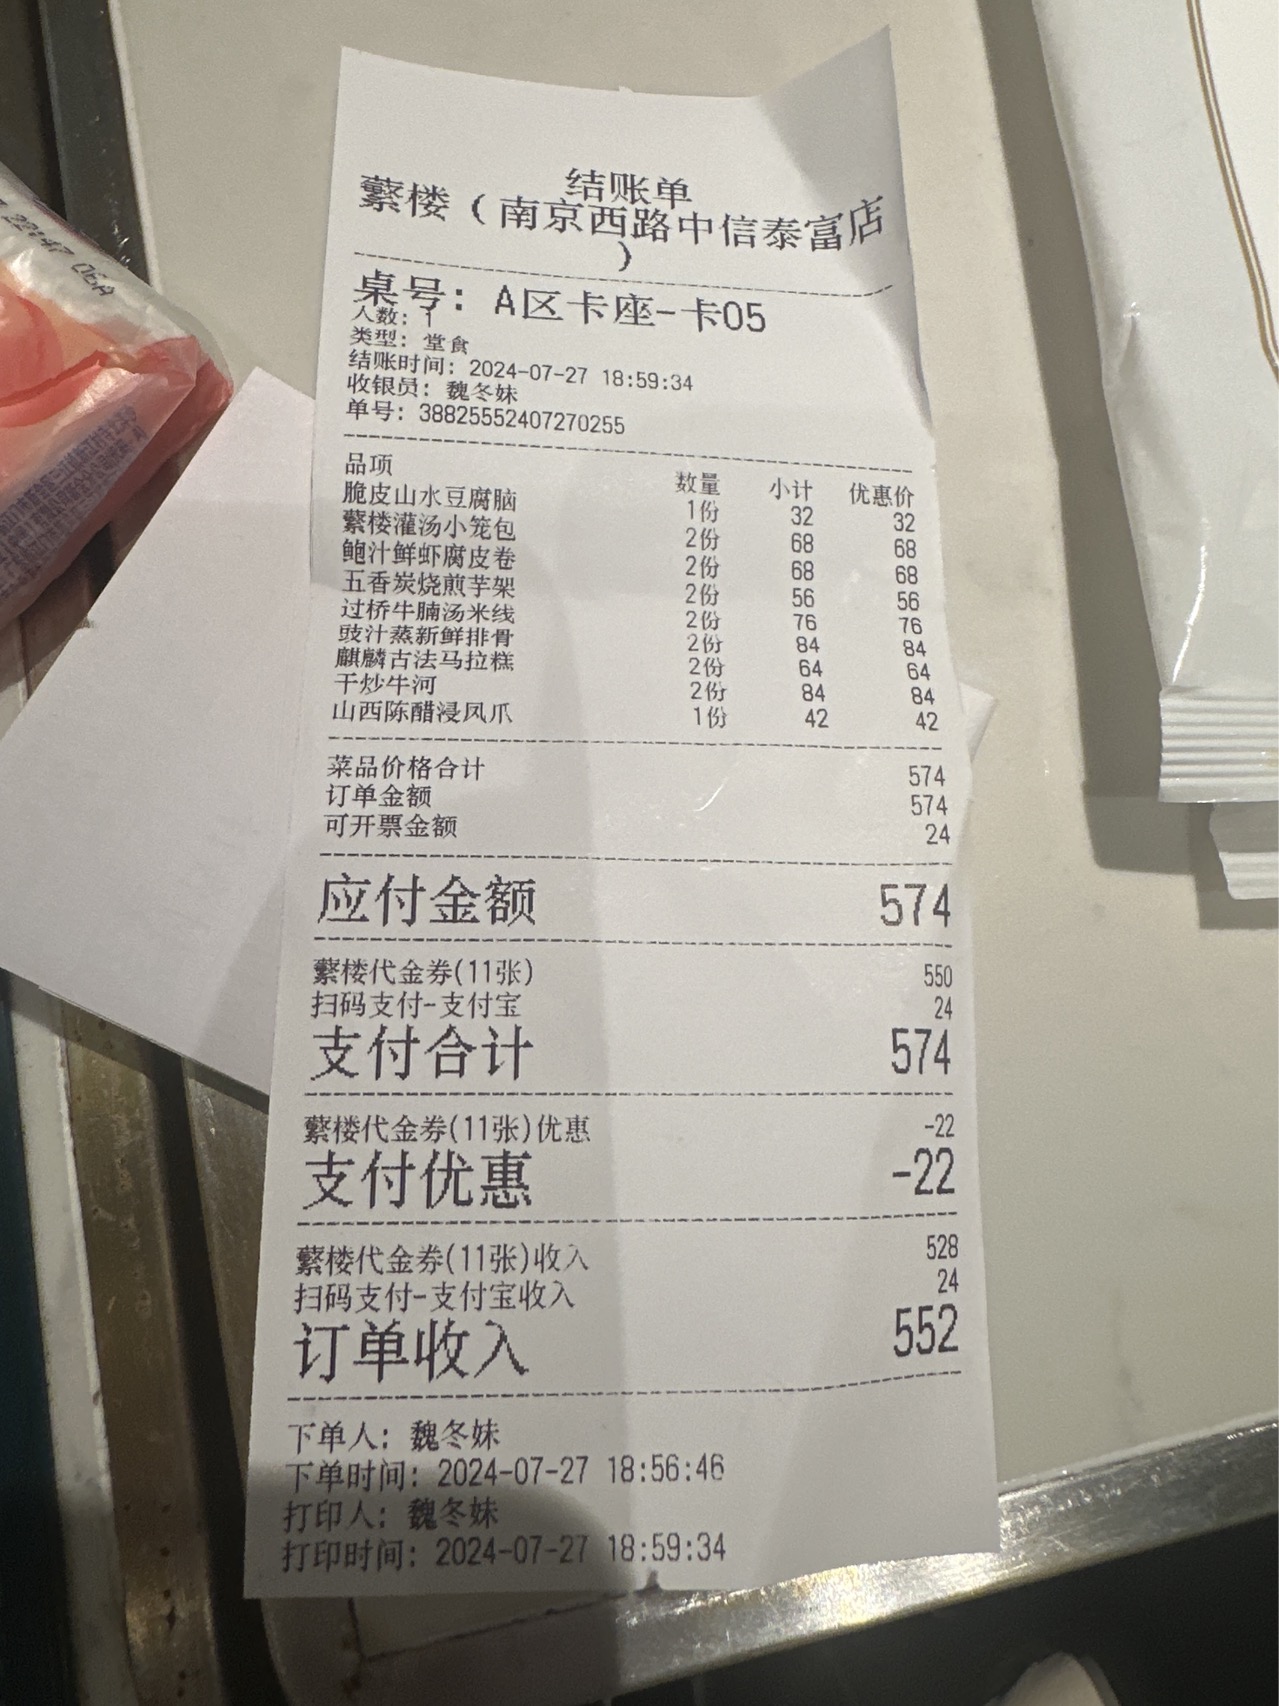 22:47 06A
结账单
蘩楼（南京西路中信泰富店
）
桌号：A区卡座-卡05
人数：1
类型：堂食
结账时间：2024-07-27 18:59:34
收银员：魏冬妹
单号：38825552407270255
品项 数量 小计 优惠价
脆皮山水豆腐脑 1份 32 32
蘩楼灌汤小笼包 2份 68 68
鲍汁鲜虾腐皮卷 2份 68 68
五香炭烧煎芋架 2份 56 56
过桥牛腩汤米线 2份 76 76
豉汁蒸新鲜排骨 2份 84 84
麒麟古法马拉糕 2份 64 64
干炒牛河 2份 84 84
山西陈醋浸凤爪 1份 42 42
菜品价格合计 574
订单金额 574
可开票金额 24
应付金额 574
蘩楼代金券(11张) 550
扫码支付-支付宝 24
支付合计 574
蘩楼代金券(11张)优惠 -22
支付优惠 -22
蘩楼代金券(11张)收入 528
扫码支付-支付宝收入 24
订单收入 552
下单人：魏冬妹
下单时间：2024-07-27 18:56:46
打印人：魏冬妹
打印时间：2024-07-27 18:59:34